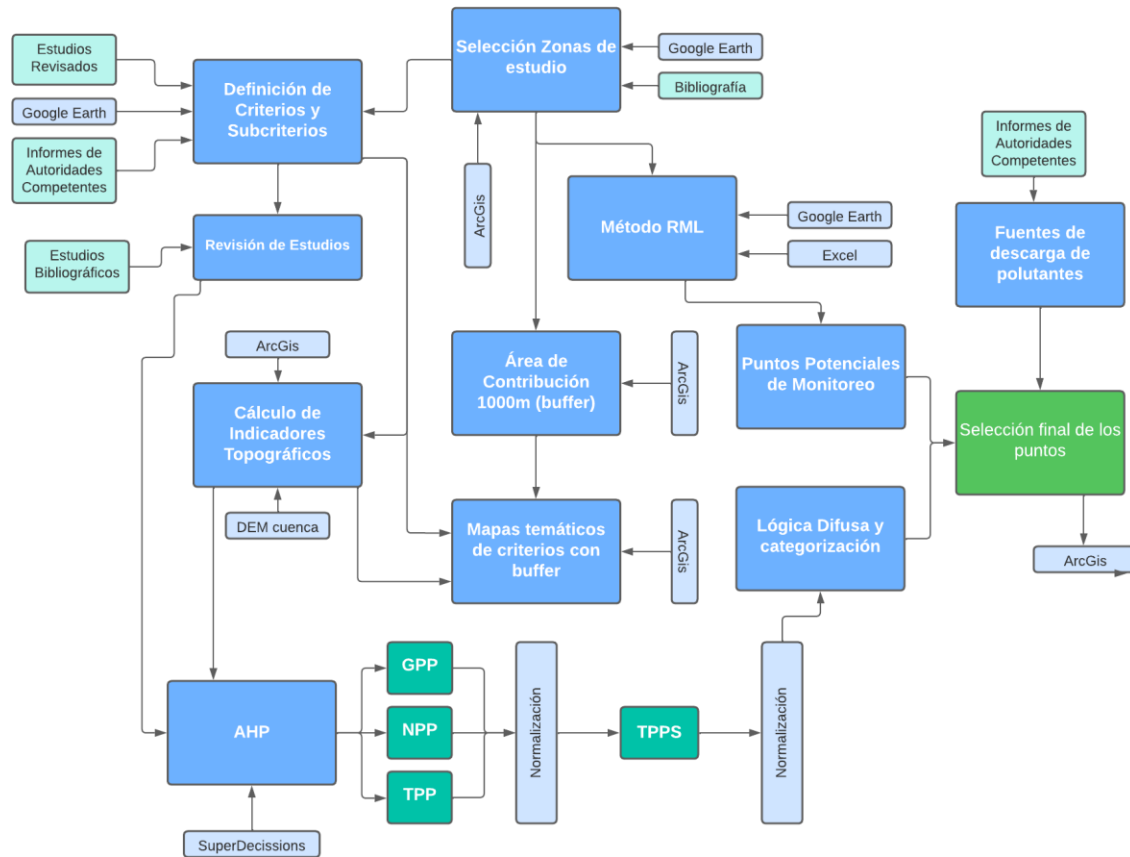 Estudios
Revisados
Google Earth
Informes de
Autoridades
Competentes
Definición de
Criterios y
Subcriterios
Selección Zonas de
estudio
Google Earth
Bibliografía
ArcGis
Estudios
Bibliográficos
Revisión de Estudios
Método RML
Google Earth
Excel
Informes de
Autoridades
Competentes
Fuentes de
descarga de
polutantes
ArcGis
Cálculo de
Indicadores
Topográficos
DEM cuenca
Área de
Contribución
1000m (buffer)
ArcGis
Puntos Potenciales
de Monitoreo
Selección final de los
puntos
Mapas temáticos
de criterios con
buffer
ArcGis
Lógica Difusa y
categorización
ArcGis
AHP
SuperDecissions
GPP
NPP
TPP
Normalización
TPPS
Normalización